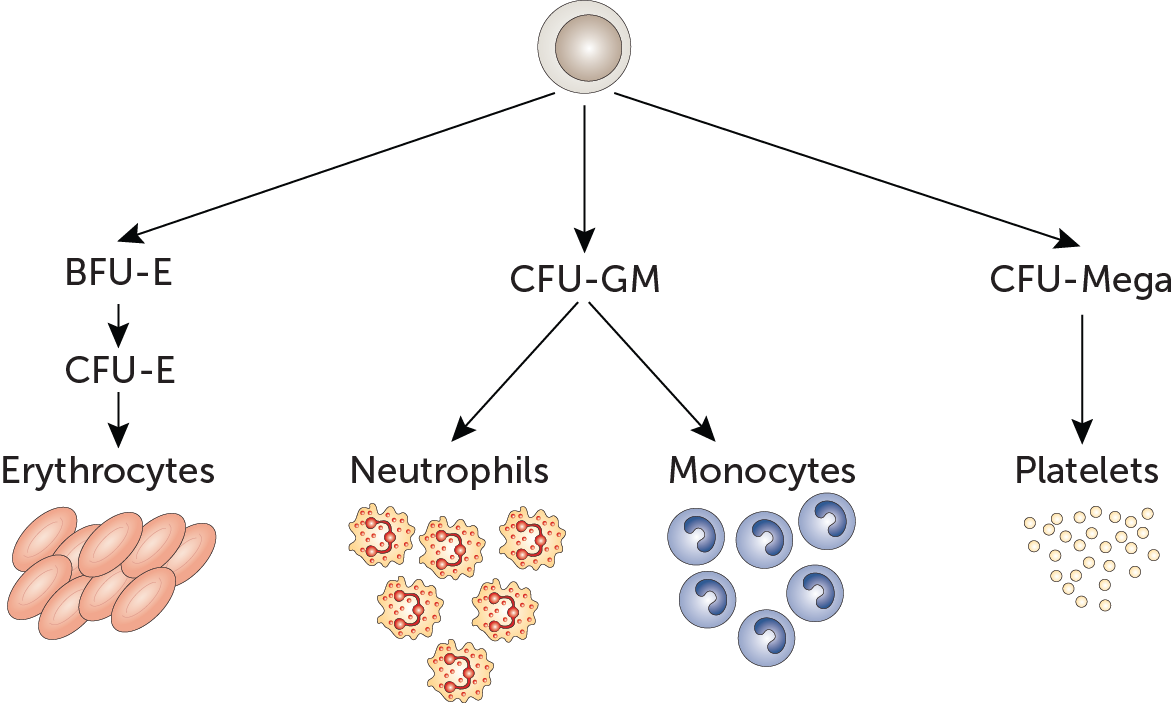 BFU-E
CFU-GM
CFU-Mega
CFU-E
Erythrocytes
Neutrophils
Monocytes
Platelets